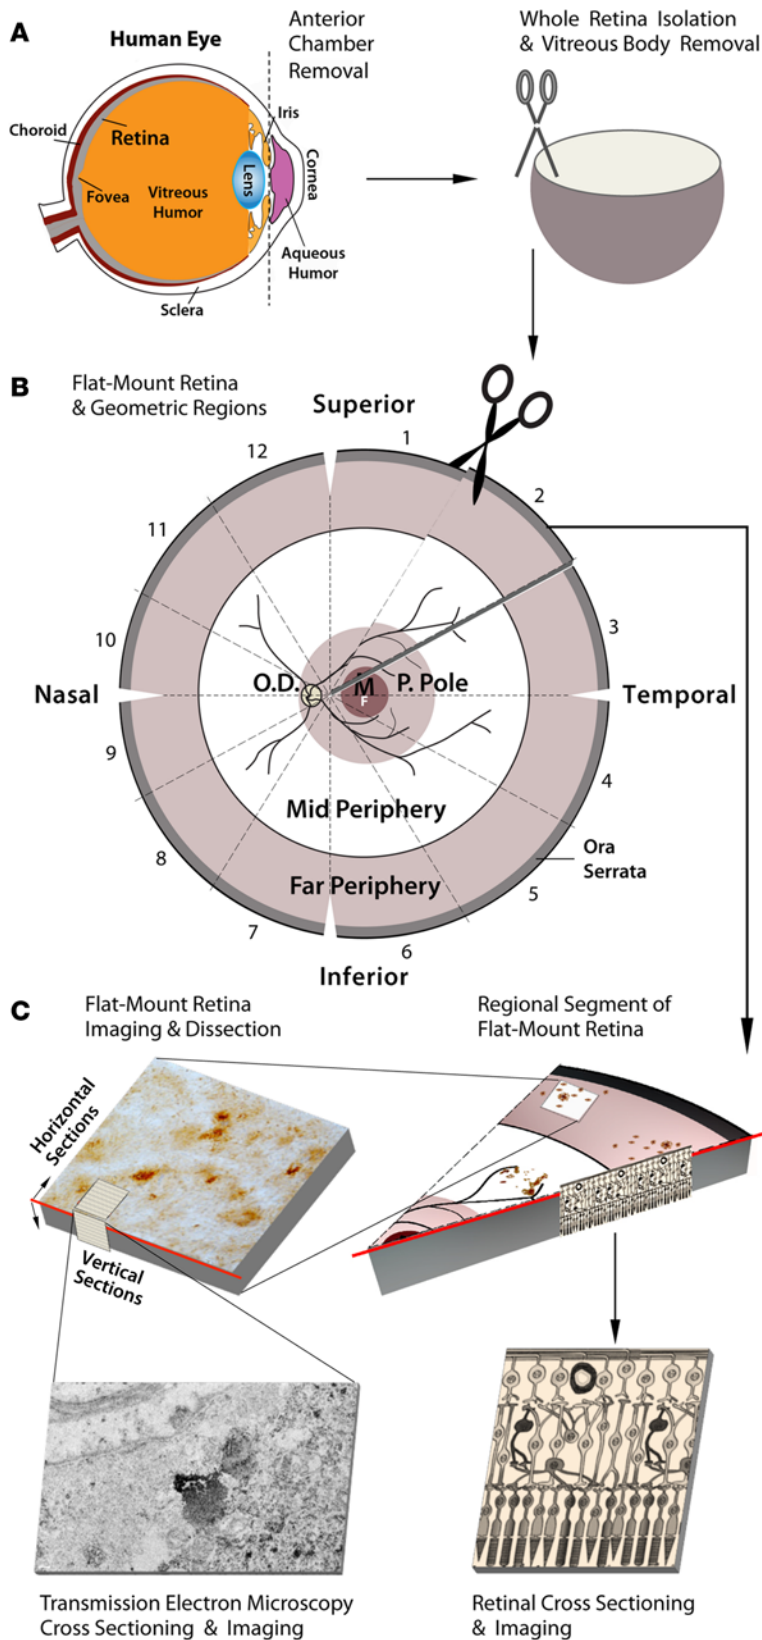 A
Human Eye
Anterior
Chamber
Removal
Whole Retina Isolation
& Vitreous Body Removal
Choroid
Retina
Iris
Fovea
Vitreous
Humor
Lens
Cornea
Aqueous
Humor
Sclera
B
Flat-Mount Retina
& Geometric Regions
Superior
12
1
2
11
3
10
Nasal
O.D.
M
F
P. Pole
Temporal
9
4
Mid Periphery
8
Ora
Serrata
Far Periphery
5
7
6
Inferior
C
Flat-Mount Retina
Imaging & Dissection
Regional Segment of
Flat-Mount Retina
Horizontal
Sections
Vertical
Sections
Transmission Electron Microscopy
Cross Sectioning & Imaging
Retinal Cross Sectioning
& Imaging